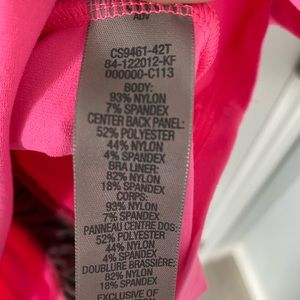 ADV
CS9461-42T
84-122012-KF
000000-C113
BODY:
93% NYLON
7% SPANDEX
CENTER BACK PANEL:
52% POLYESTER
44% NYLON
4% SPANDEX
BRA LINER:
82% NYLON
18% SPANDEX
CORPS:
93% NYLON
7% SPANDEX
PANNEAU CENTRE DOS:
52% POLYESTER
44% NYLON
4% SPANDEX
DOUBLURE BRASSIÈRE:
82% NYLON
18% SPANDEX
EXCLUSIVE OF